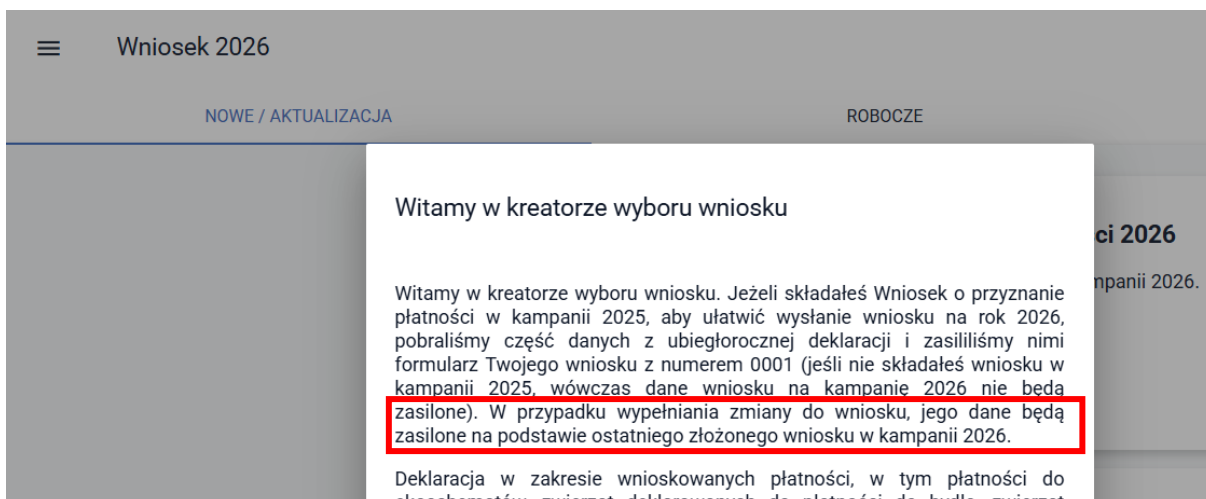 Wniosek 2026
NOWE / AKTUALIZACJA
ROBOCZE
Witamy w kreatorze wyboru wniosku
ci 2026
mpanii 2026.
Witamy w kreatorze wyboru wniosku. Jeżeli składałeś Wniosek o przyznanie
płatności w kampanii 2025, aby ułatwić wysłanie wniosku na rok 2026,
pobraliśmy część danych z ubiegłorocznej deklaracji i zasililiśmy nimi
formularz Twojego wniosku z numerem 0001 (jeśli nie składałeś wniosku w
kampanii 2025, wówczas dane wniosku na kampanię 2026 nie będą
zasilone). W przypadku wypełniania zmiany do wniosku, jego dane będą
zasilone na podstawie ostatniego złożonego wniosku w kampanii 2026.
Deklaracja w zakresie wnioskowanych płatności, w tym płatności do